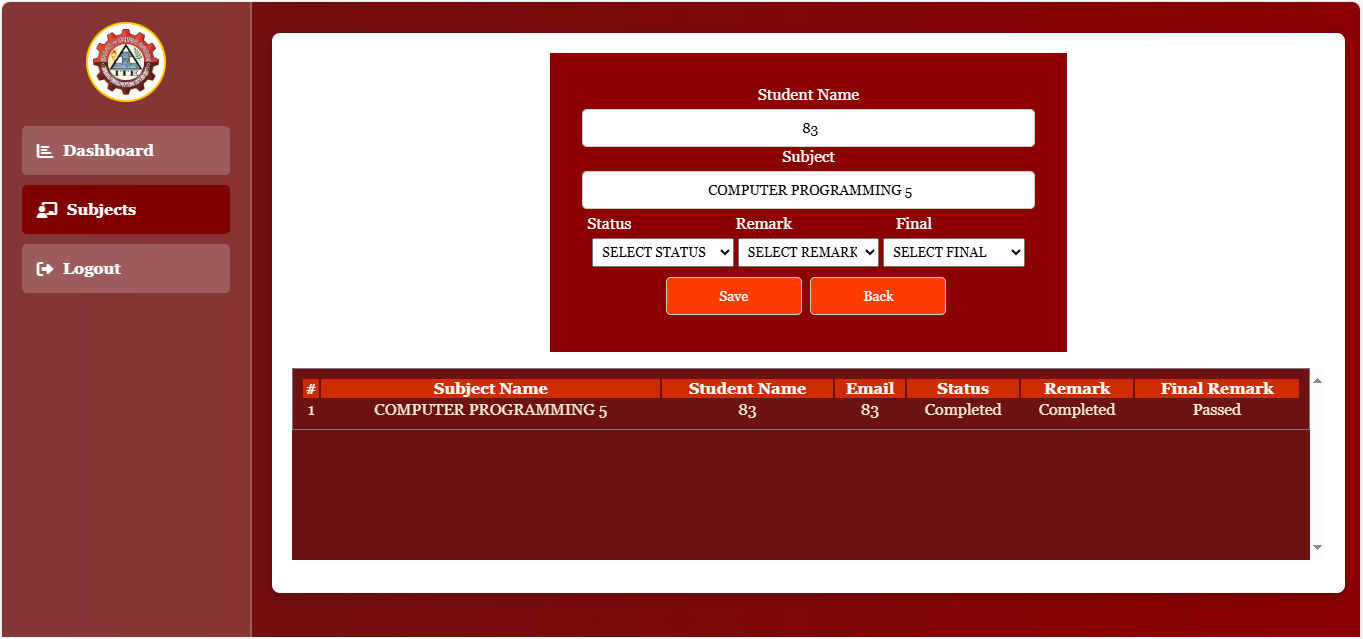 ITE
Dashboard
Subjects
Logout
Student Name
83
Subject
COMPUTER PROGRAMMING 5
Status Remark Final
SELECT STATUS SELECT REMARK SELECT FINAL
Save Back
# Subject Name Student Name Email Status Remark Final Remark
1 COMPUTER PROGRAMMING 5 83 83 Completed Completed Passed